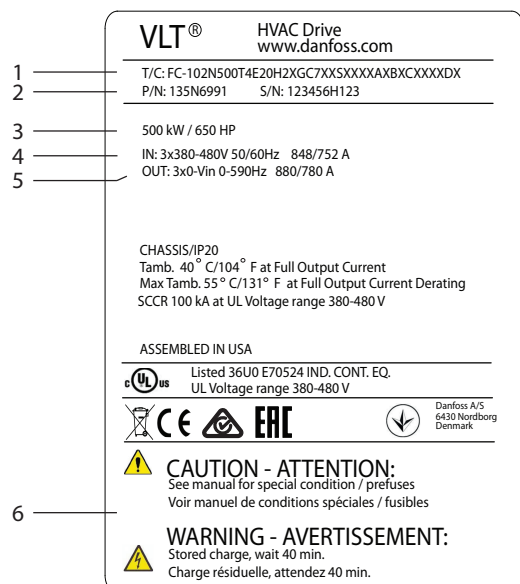 VLT® HVAC Drive
www.danfoss.com
1 T/C: FC-102N500T4E20H2XGC7XXSXXXXAXBXCXXXXDX
2 P/N: 135N6991 S/N: 123456H123
3 500 kW / 650 HP
4 IN: 3x380-480V 50/60Hz 848/752 A
5 OUT: 3x0-Vin 0-590Hz 880/780 A
CHASSIS/IP20
Tamb. 40° C/104° F at Full Output Current
Max Tamb. 55° C/131° F at Full Output Current Derating
SCCR 100 kA at UL Voltage range 380-480 V
ASSEMBLED IN USA
c UL us Listed 36U0 E70524 IND. CONT. EQ.
UL Voltage range 380-480 V
CE EAC
Danfoss A/S
6430 Nordborg
Denmark
CAUTION - ATTENTION:
See manual for special condition / prefuses
Voir manuel de conditions spéciales / fusibles
6
WARNING - AVERTISSEMENT:
Stored charge, wait 40 min.
Charge résiduelle, attendez 40 min.